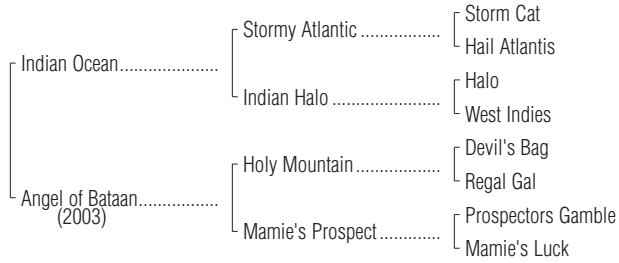 Storm Cat
Stormy Atlantic ..................
Hail Atlantis
Indian Ocean.....................
Halo
Indian Halo ........................
West Indies
Devil's Bag
Holy Mountain ...................
Regal Gal
Angel of Bataan.................
(2003)
Prospectors Gamble
Mamie's Prospect .............
Mamie's Luck